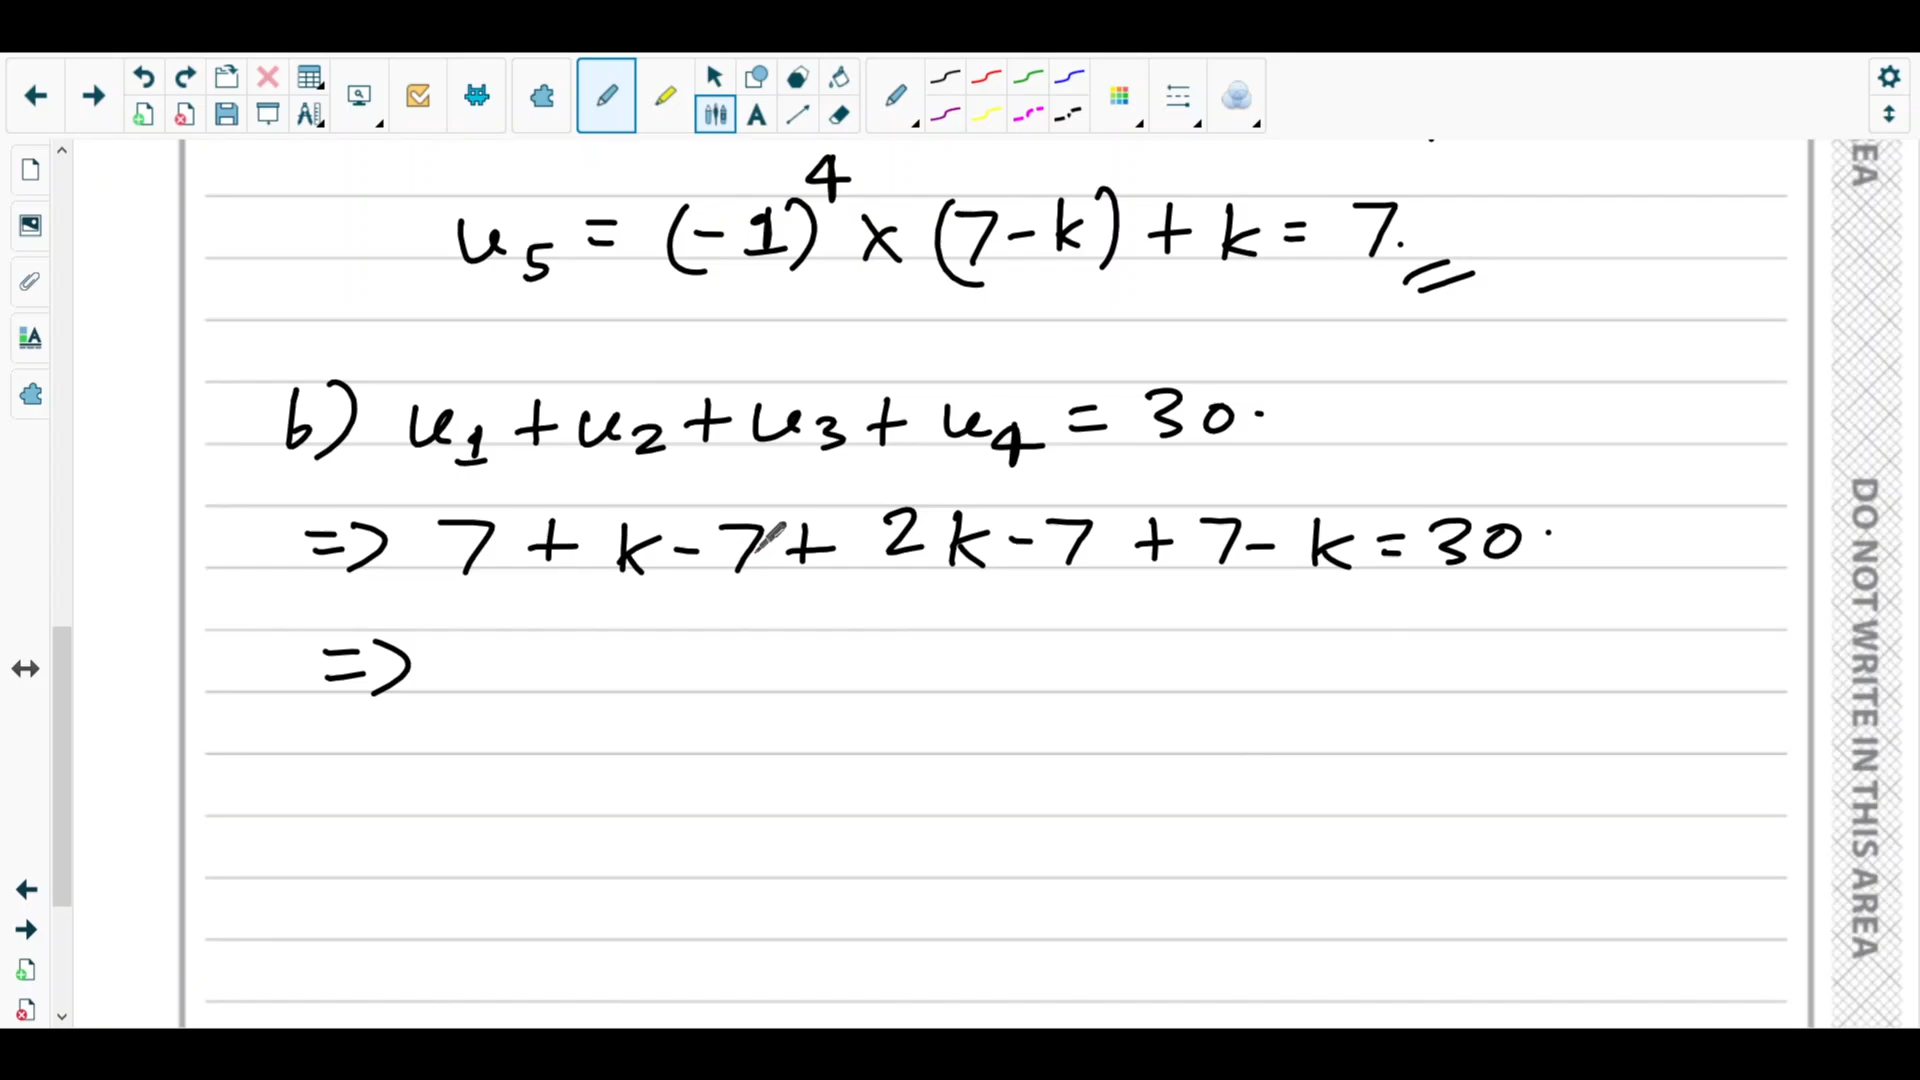 u₅ = (-1)⁴ × (7-k) + k = 7.
b) u₁ + u₂ + u₃ + u₄ = 30.
=> 7 + k - 7 + 2k - 7 + 7 - k = 30.
=>
EA
DO NOT WRITE IN THIS AREA